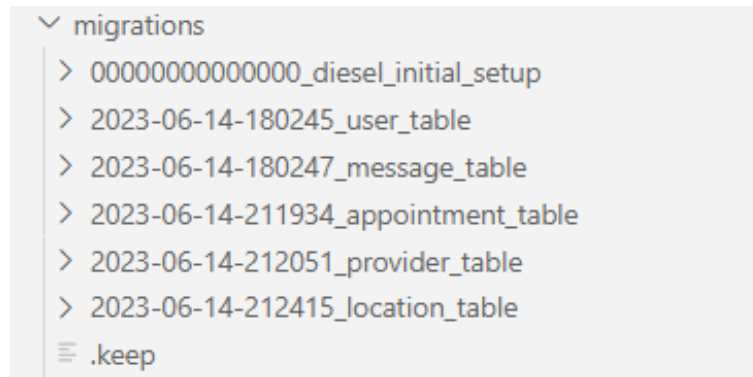 migrations
00000000000000_diesel_initial_setup
2023-06-14-180245_user_table
2023-06-14-180247_message_table
2023-06-14-211934_appointment_table
2023-06-14-212051_provider_table
2023-06-14-212415_location_table
.keep